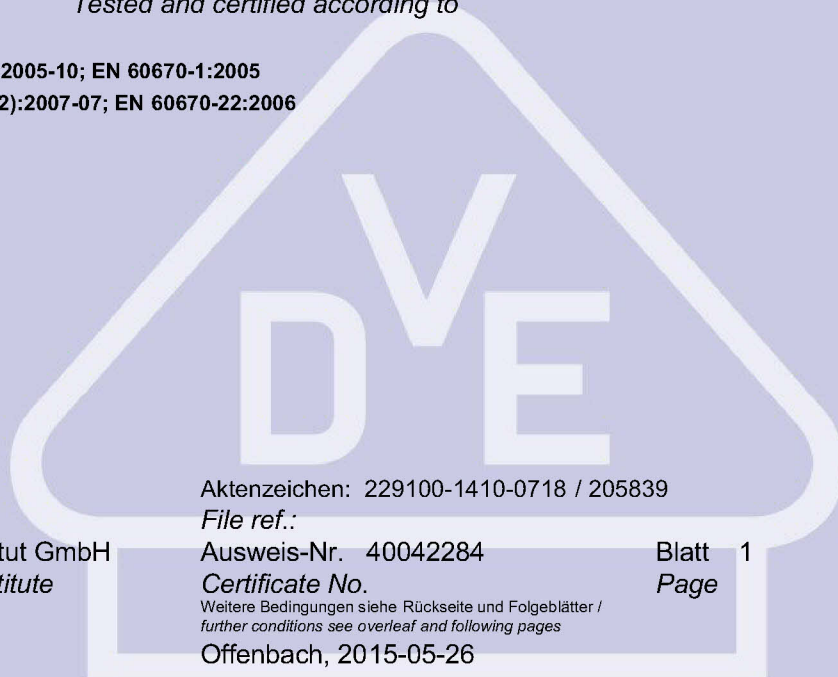 Tested and certified according to
2005-10; EN 60670-1:2005
2):2007-07; EN 60670-22:2006
VDE
Aktenzeichen: 229100-1410-0718 / 205839
File ref.:
tut GmbH Ausweis-Nr. 40042284 Blatt 1
titute Certificate No. Page
Weitere Bedingungen siehe Rückseite und Folgeblätter /
further conditions see overleaf and following pages
Offenbach, 2015-05-26